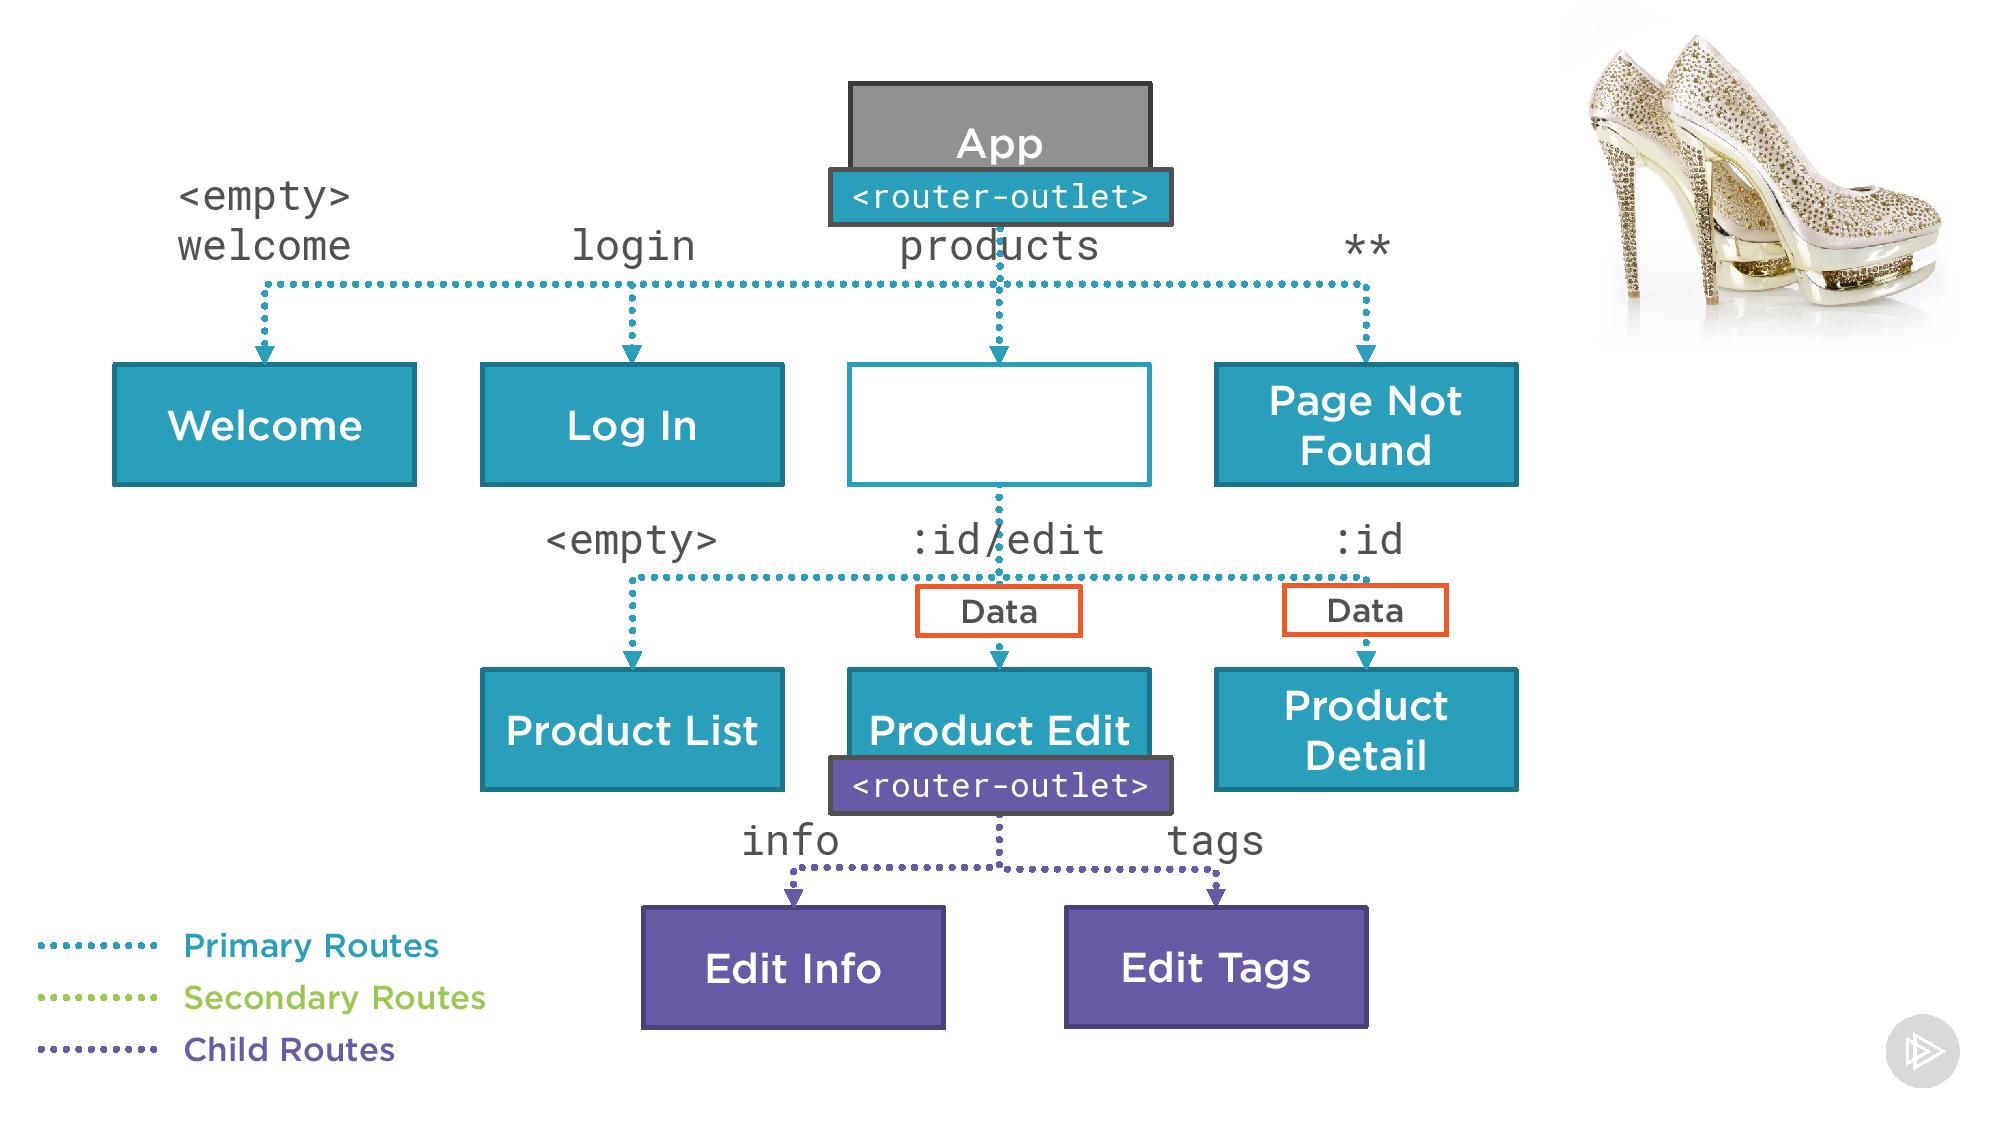 App
<router-outlet>
<empty>
welcome
login
products
**
Welcome
Log In
Page Not
Found
<empty>
:id/edit
:id
Data
Data
Product List
Product Edit
Product
Detail
<router-outlet>
info
tags
Edit Info
Edit Tags
Primary Routes
Secondary Routes
Child Routes